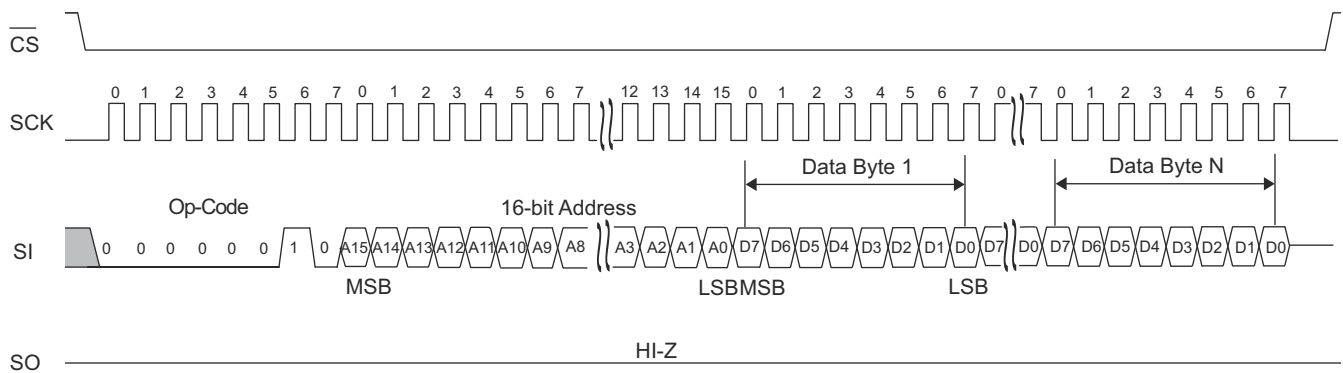 CS
SCK
0 1 2 3 4 5 6 7 0 1 2 3 4 5 6 7 12 13 14 15 0 1 2 3 4 5 6 7 0 7 0 1 2 3 4 5 6 7
Data Byte 1 Data Byte N
Op-Code 16-bit Address
SI 0 0 0 0 0 0 1 0 A15 A14 A13 A12 A11 A10 A9 A8 A3 A2 A1 A0 D7 D6 D5 D4 D3 D2 D1 D0 D7 D0 D7 D6 D5 D4 D3 D2 D1 D0
MSB LSB MSB LSB
HI-Z
SO